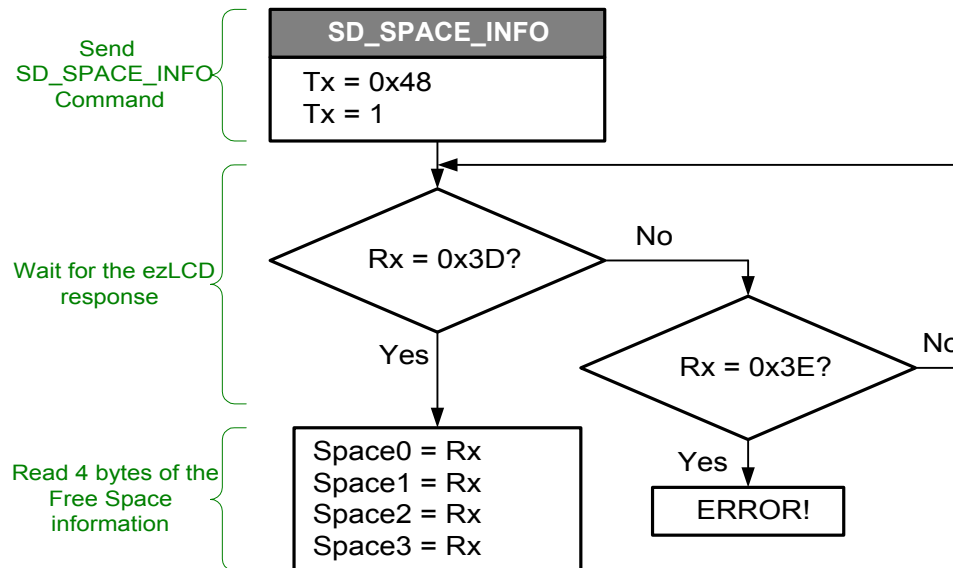 SD_SPACE_INFO
Send
SD_SPACE_INFO
Command
Tx = 0x48
Tx = 1
Wait for the ezLCD
response
Rx = 0x3D?
No
Yes
Rx = 0x3E?
No
Yes
ERROR!
Read 4 bytes of the
Free Space
information
Space0 = Rx
Space1 = Rx
Space2 = Rx
Space3 = Rx